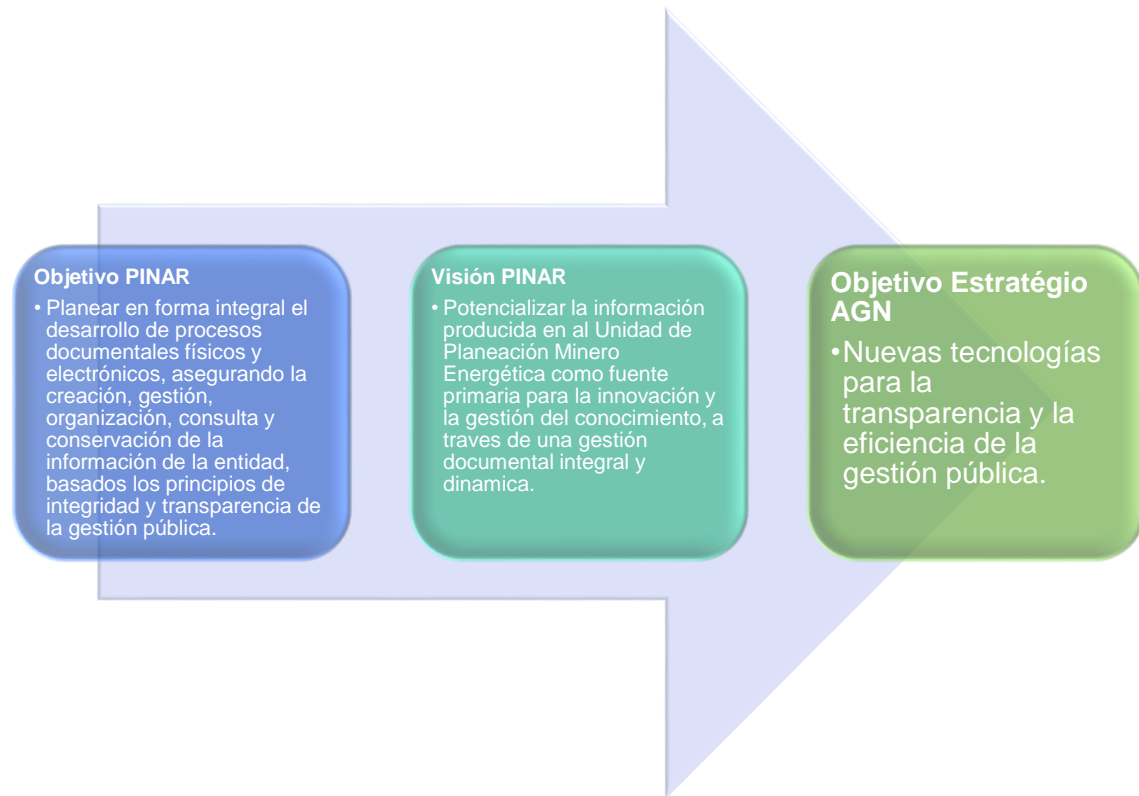 Objetivo PINAR
• Planear en forma integral el
desarrollo de procesos
documentales físicos y
electrónicos, asegurando la
creación, gestión,
organización, consulta y
conservación de la
información de la entidad,
basados los principios de
integridad y transparencia de
la gestión pública.
Visión PINAR
• Potencializar la información
producida en al Unidad de
Planeación Minero
Energética como fuente
primaria para la innovación y
la gestión del conocimiento, a
traves de una gestión
documental integral y
dinamica.
Objetivo Estratégio
AGN
•Nuevas tecnologías
para la
transparencia y la
eficiencia de la
gestión pública.